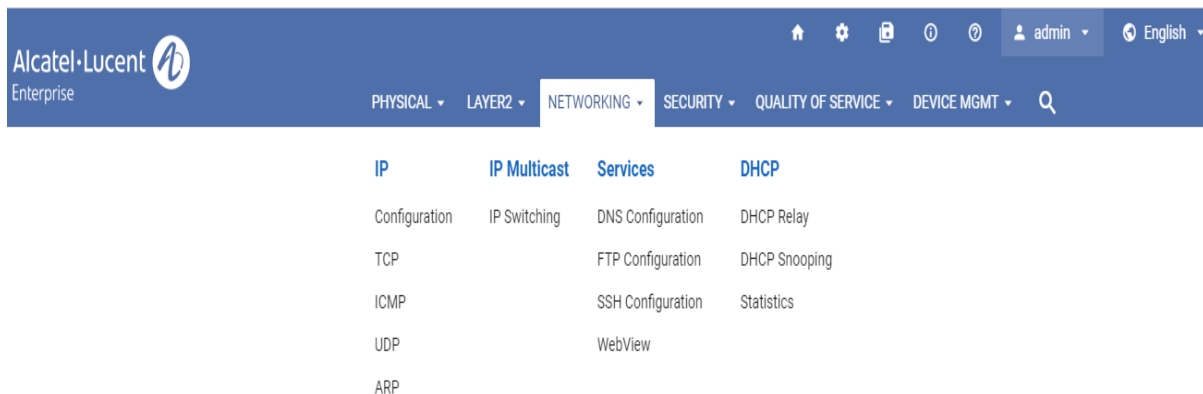 admin English
Alcatel·Lucent
Enterprise
PHYSICAL LAYER2 NETWORKING SECURITY QUALITY OF SERVICE DEVICE MGMT
IP IP Multicast Services DHCP
Configuration IP Switching DNS Configuration DHCP Relay
TCP FTP Configuration DHCP Snooping
ICMP SSH Configuration Statistics
UDP WebView
ARP